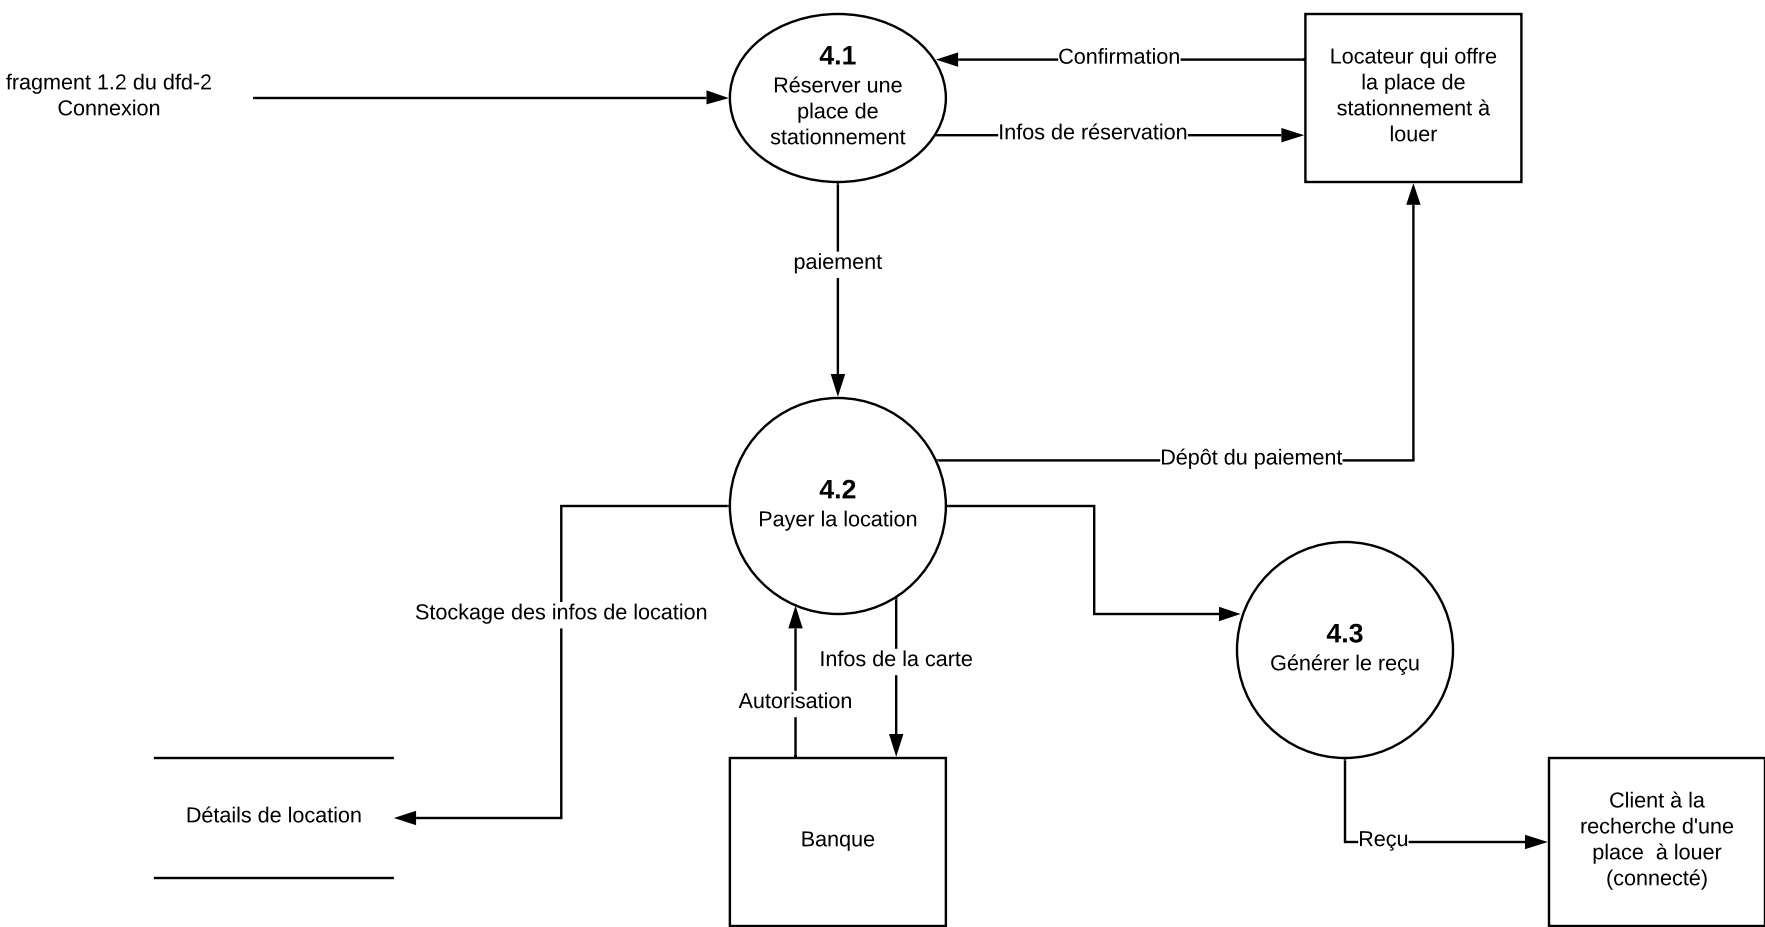 fragment 1.2 du dfd-2
Connexion
4.1
Réserver une
place de
stationnement
Confirmation
Infos de réservation
Locateur qui offre
la place de
stationnement à
louer
paiement
Dépôt du paiement
4.2
Payer la location
Stockage des infos de location
Infos de la carte
Autorisation
4.3
Générer le reçu
Détails de location
Banque
Reçu
Client à la
recherche d'une
place  à louer
(connecté)